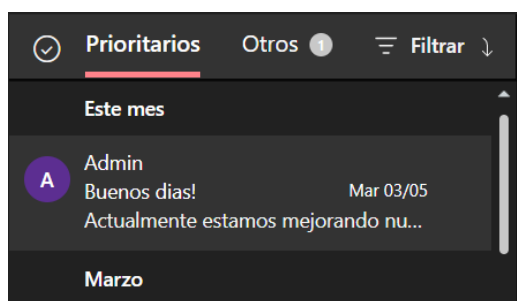 Prioritarios Otros 1 Filtrar
Este mes
A
Admin
Buenos dias! Mar 03/05
Actualmente estamos mejorando nu...
Marzo